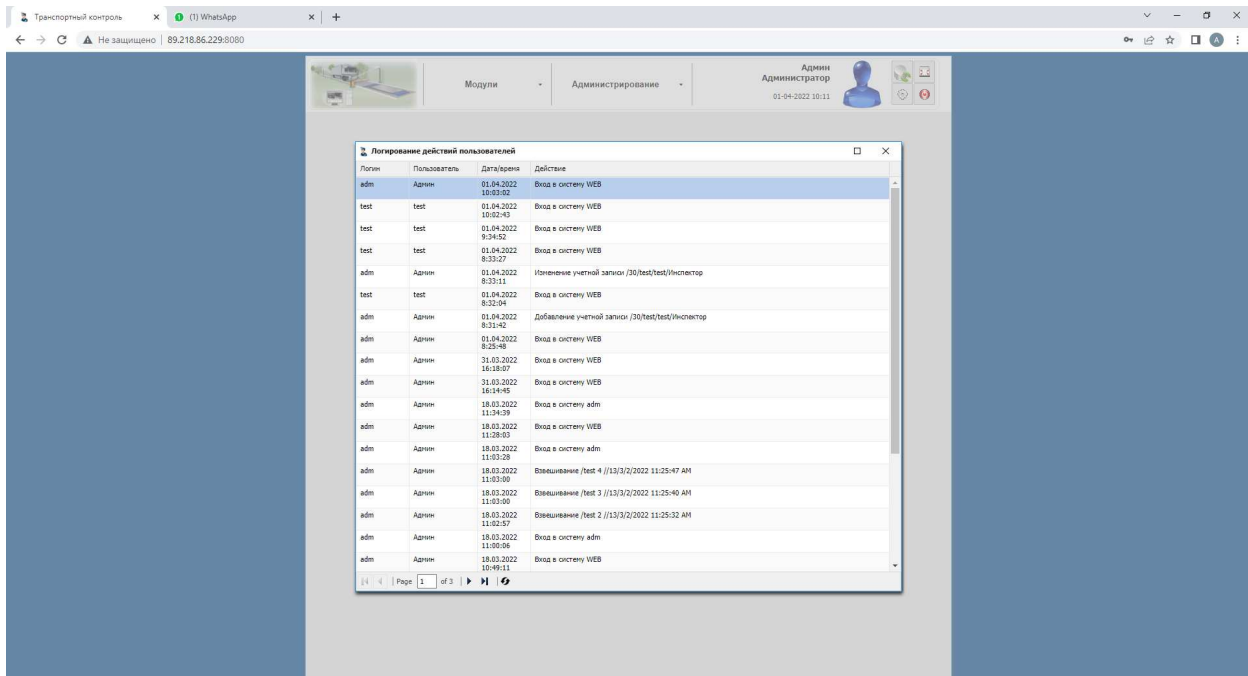 Транспортный контроль
(1) WhatsApp
Не защищено | 89.218.86.229:8080
Модули
Администрирование
Админ
Администратор
01-04-2022 10:11
Логирование действий пользователей
Логин Пользователь Дата/время Действие
adm Админ 01.04.2022 10:03:02 Вход в систему WEB
test test 01.04.2022 10:02:43 Вход в систему WEB
test test 01.04.2022 9:34:52 Вход в систему WEB
test test 01.04.2022 8:33:27 Вход в систему WEB
adm Админ 01.04.2022 8:33:11 Изменение учетной записи /30/test/test/Инспектор
test test 01.04.2022 8:32:04 Вход в систему WEB
adm Админ 01.04.2022 8:31:42 Добавление учетной записи /30/test/test/Инспектор
adm Админ 01.04.2022 8:25:48 Вход в систему WEB
adm Админ 31.03.2022 16:18:07 Вход в систему WEB
adm Админ 31.03.2022 16:14:45 Вход в систему WEB
adm Админ 18.03.2022 11:34:39 Вход в систему adm
adm Админ 18.03.2022 11:28:03 Вход в систему WEB
adm Админ 18.03.2022 11:03:28 Вход в систему adm
adm Админ 18.03.2022 11:03:00 Взвешивание /test 4 //13/3/2/2022 11:25:47 AM
adm Админ 18.03.2022 11:03:00 Взвешивание /test 3 //13/3/2/2022 11:25:40 AM
adm Админ 18.03.2022 11:02:57 Взвешивание /test 2 //13/3/2/2022 11:25:32 AM
adm Админ 18.03.2022 11:00:06 Вход в систему adm
adm Админ 18.03.2022 10:49:11 Вход в систему WEB
Page 1 of 3